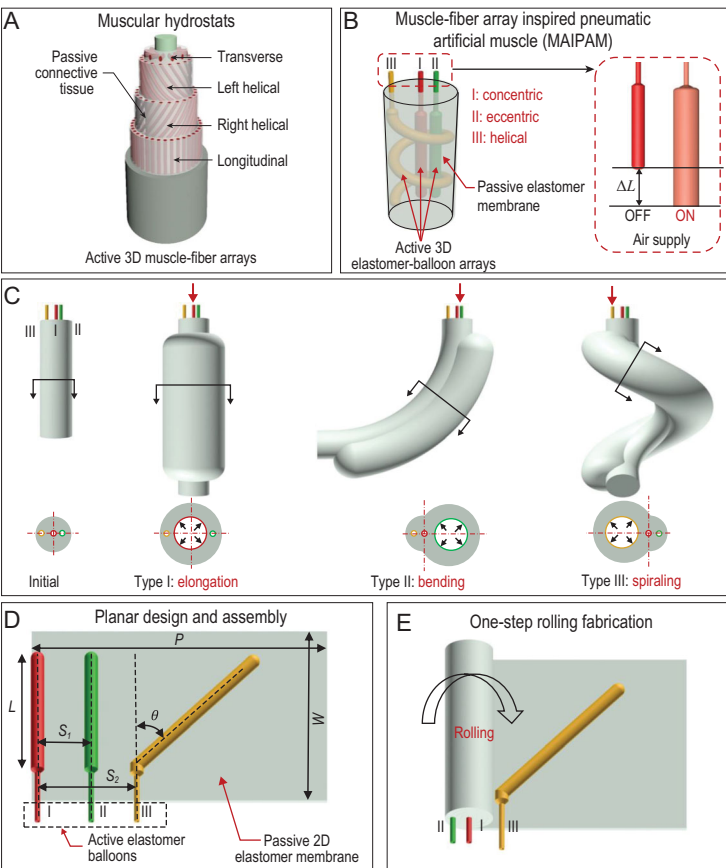 A
Muscular hydrostats
Passive
connective
tissue
Transverse
Left helical
Right helical
Longitudinal
Active 3D muscle-fiber arrays
B
Muscle-fiber array inspired pneumatic
artificial muscle (MAIPAM)
III I II
I: concentric
II: eccentric
III: helical
Passive elastomer
membrane
Active 3D
elastomer-balloon arrays
ΔL
OFF ON
Air supply
C
III I II
Initial
Type I: elongation
Type II: bending
Type III: spiraling
D
Planar design and assembly
P
L
W
θ
S1
S2
I II III
Active elastomer
balloons
Passive 2D
elastomer membrane
E
One-step rolling fabrication
Rolling
II I III